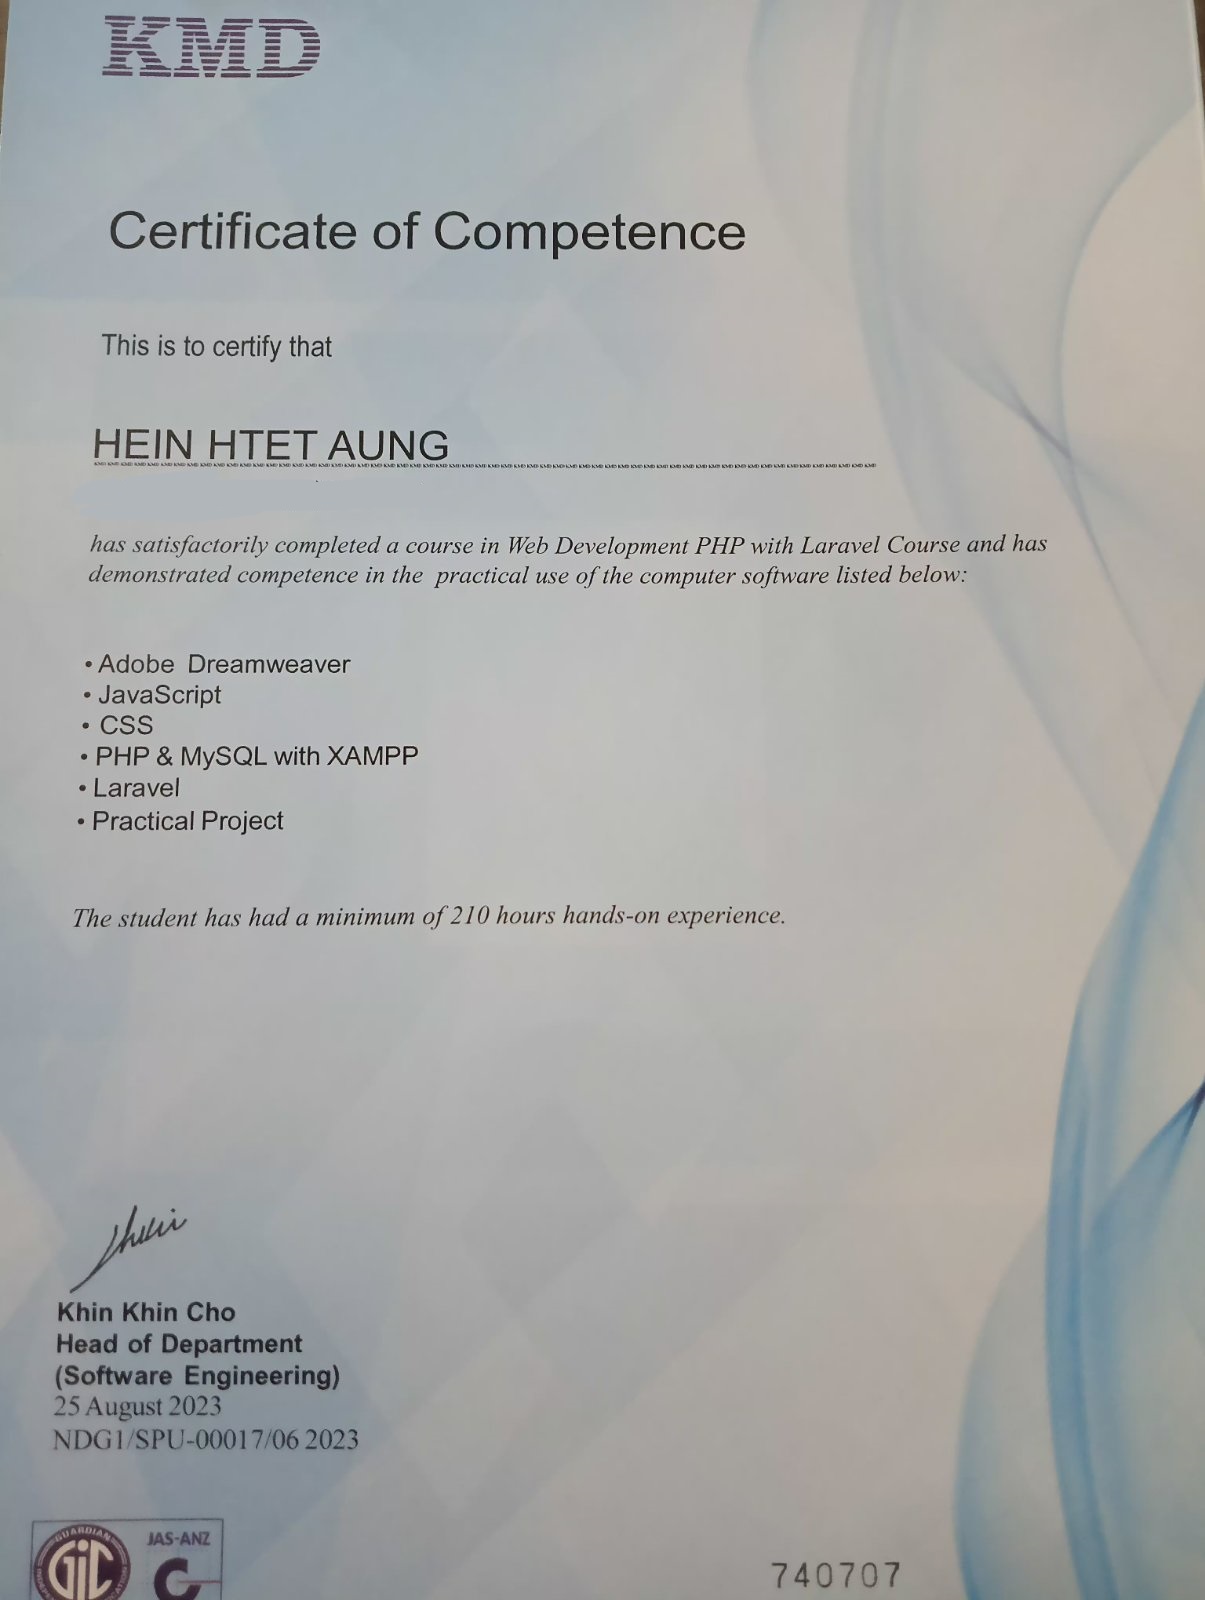 KMD
Certificate of Competence
This is to certify that
HEIN HTET AUNG
has satisfactorily completed a course in Web Development PHP with Laravel Course and has
demonstrated competence in the practical use of the computer software listed below:
• Adobe Dreamweaver
• JavaScript
• CSS
• PHP & MySQL with XAMPP
• Laravel
• Practical Project
The student has had a minimum of 210 hours hands-on experience.
Khin Khin Cho
Head of Department
(Software Engineering)
25 August 2023
NDG1/SPU-00017/06 2023
GUARDIAN
GIC
JAS-ANZ
740707